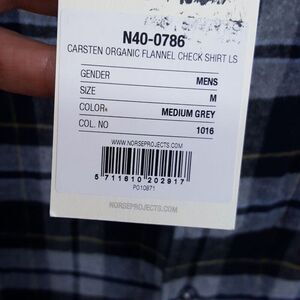 N40-0786
CARSTEN ORGANIC FLANNEL CHECK SHIRT LS
GENDER MENS
SIZE M
COLOR. MEDIUM GREY
COL. NO 1016
WWW.NORSEPROJECTS.COM
5 711610 202917
PO10871
NORSEPROJECTS.COM